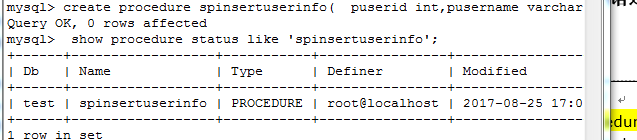 mysql> create procedure spinsertuserinfo(  puserid int,pusername varchar
Query OK, 0 rows affected
mysql>  show procedure status like 'spinsertuserinfo';
+------+------------------+-----------+----------------+--------------
| Db   | Name             | Type      | Definer        | Modified
+------+------------------+-----------+----------------+--------------
| test | spinsertuserinfo | PROCEDURE | root@localhost | 2017-08-25 17:0
+------+------------------+-----------+----------------+--------------
1 row in set
edur